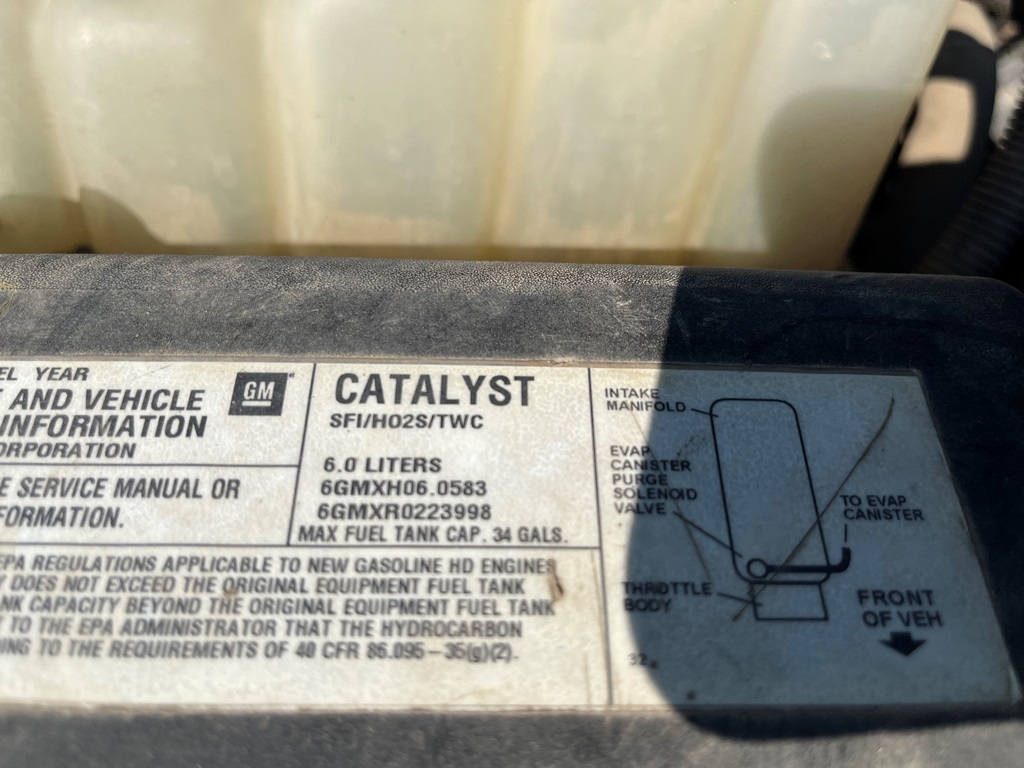 EL YEAR
AND VEHICLE
INFORMATION
ORPORATION
GM
E SERVICE MANUAL OR
FORMATION.
CATALYST
SFI/HO2S/TWC
6.0 LITERS
6GMXH06.0583
6GMXR0223998
MAX FUEL TANK CAP. 34 GALS.
EPA REGULATIONS APPLICABLE TO NEW GASOLINE HD ENGINES
Y DOES NOT EXCEED THE ORIGINAL EQUIPMENT FUEL TANK
NK CAPACITY BEYOND THE ORIGINAL EQUIPMENT FUEL TANK
T TO THE EPA ADMINISTRATOR THAT THE HYDROCARBON
ING TO THE REQUIREMENTS OF 40 CFR 86.095-35(g)(2).
INTAKE
MANIFOLD
EVAP
CANISTER
PURGE
SOLENOID
VALVE
TO EVAP
CANISTER
THROTTLE
BODY
FRONT
OF VEH
32